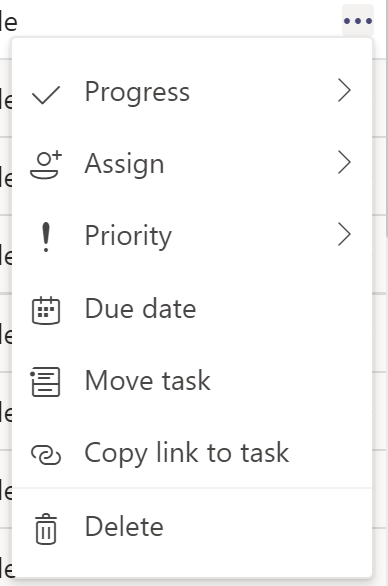 Progress
Assign
Priority
Due date
Move task
Copy link to task
Delete